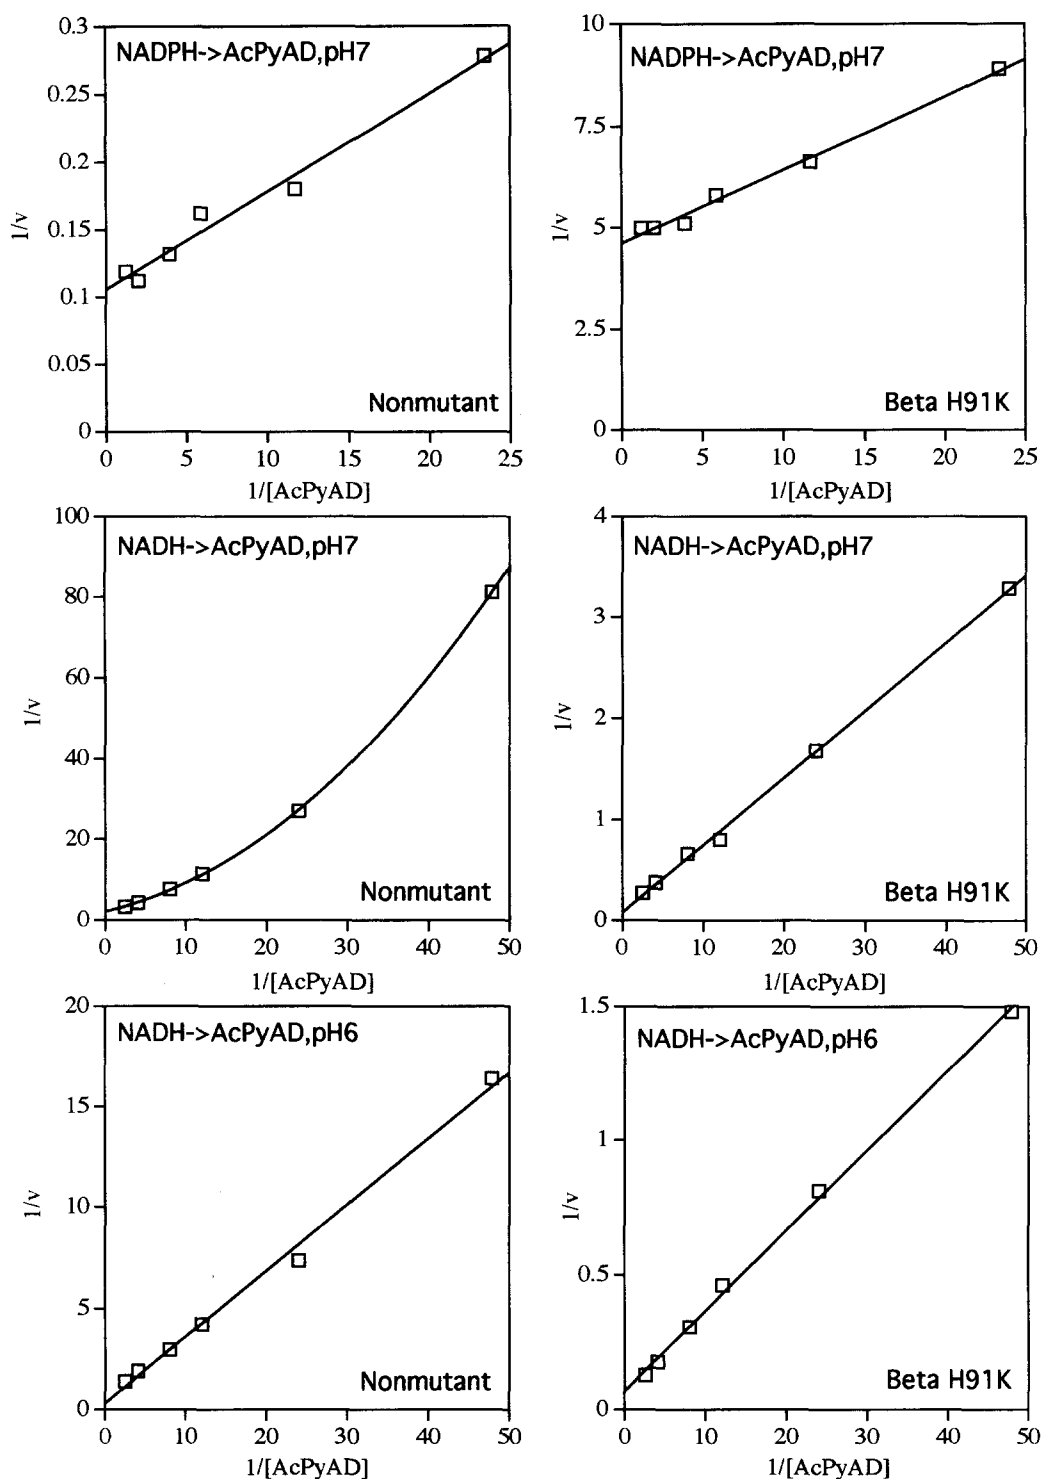 0.3
NADPH->AcPyAD,pH7
0.25
0.2
1/v
0.15
0.1
0.05
Nonmutant
0
0 5 10 15 20 25
1/[AcPyAD]
10
NADPH->AcPyAD,pH7
7.5
1/v
5
2.5
Beta H91K
0
0 5 10 15 20 25
1/[AcPyAD]
100
NADH->AcPyAD,pH7
80
60
1/v
40
20
Nonmutant
0
0 10 20 30 40 50
1/[AcPyAD]
4
NADH->AcPyAD,pH7
3
1/v
2
1
Beta H91K
0
0 10 20 30 40 50
1/[AcPyAD]
20
NADH->AcPyAD,pH6
15
1/v
10
5
Nonmutant
0
0 10 20 30 40 50
1/[AcPyAD]
1.5
NADH->AcPyAD,pH6
1
1/v
0.5
Beta H91K
0
0 10 20 30 40 50
1/[AcPyAD]